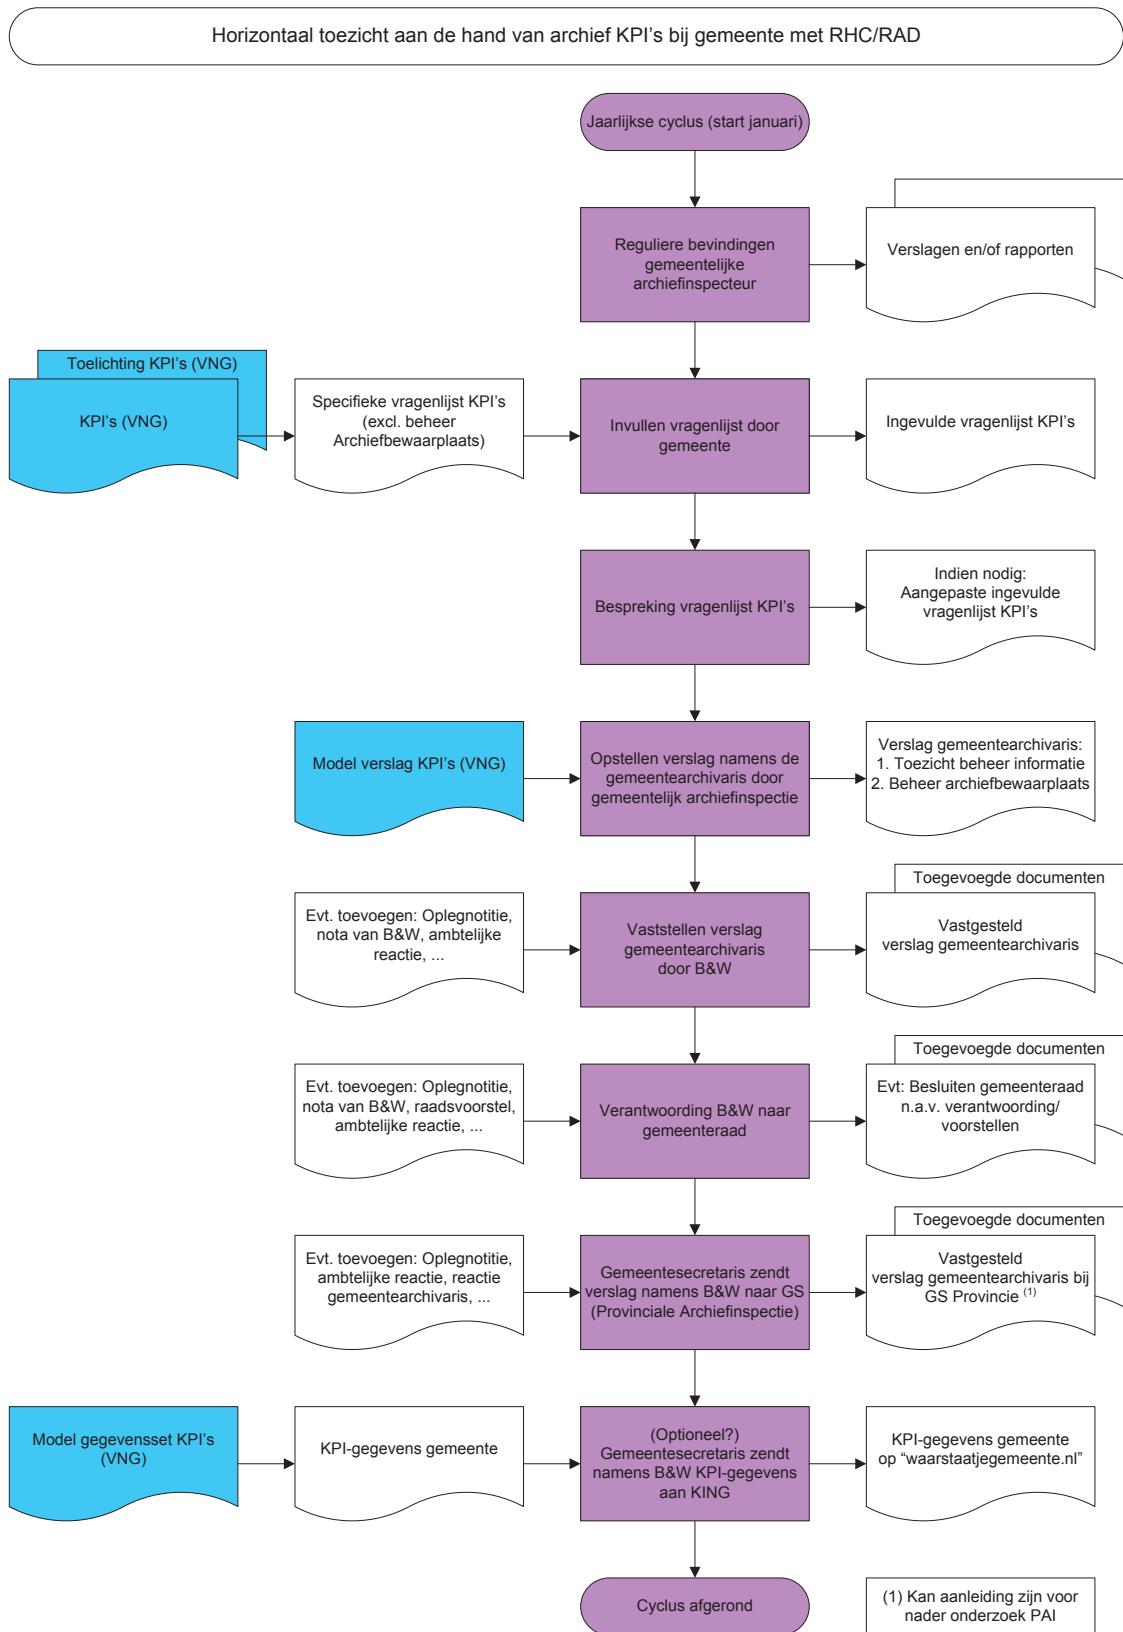 Horizontaal toezicht aan de hand van archief KPI's bij gemeente met RHC/RAD
Jaarlijkse cyclus (start januari)
Reguliere bevindingen
gemeentelijke
archiefinspecteur
Verslagen en/of rapporten
Toelichting KPI's (VNG)
KPI's (VNG)
Specifieke vragenlijst KPI's
(excl. beheer
Archiefbewaarplaats)
Invullen vragenlijst door
gemeente
Ingevulde vragenlijst KPI's
Bespreking vragenlijst KPI's
Indien nodig:
Aangepaste ingevulde
vragenlijst KPI's
Model verslag KPI's (VNG)
Opstellen verslag namens de
gemeentearchivaris door
gemeentelijk archiefinspectie
Verslag gemeentearchivaris:
1. Toezicht beheer informatie
2. Beheer archiefbewaarplaats
Evt. toevoegen: Oplegnotitie,
nota van B&W, ambtelijke
reactie, ...
Vaststellen verslag
gemeentearchivaris
door B&W
Toegevoegde documenten
Vastgesteld
verslag gemeentearchivaris
Evt. toevoegen: Oplegnotitie,
nota van B&W, raadsvoorstel,
ambtelijke reactie, ...
Verantwoording B&W naar
gemeenteraad
Toegevoegde documenten
Evt: Besluiten gemeenteraad
n.a.v. verantwoording/
voorstellen
Evt. toevoegen: Oplegnotitie,
ambtelijke reactie, reactie
gemeentearchivaris, ...
Gemeentesecretaris zendt
verslag namens B&W naar GS
(Provinciale Archiefinspectie)
Toegevoegde documenten
Vastgesteld
verslag gemeentearchivaris bij
GS Provincie (1)
Model gegevensset KPI's
(VNG)
KPI-gegevens gemeente
(Optioneel?)
Gemeentesecretaris zendt
namens B&W KPI-gegevens
aan KING
KPI-gegevens gemeente
op “waarstaatjegemeente.nl”
Cyclus afgerond
(1) Kan aanleiding zijn voor
nader onderzoek PAI